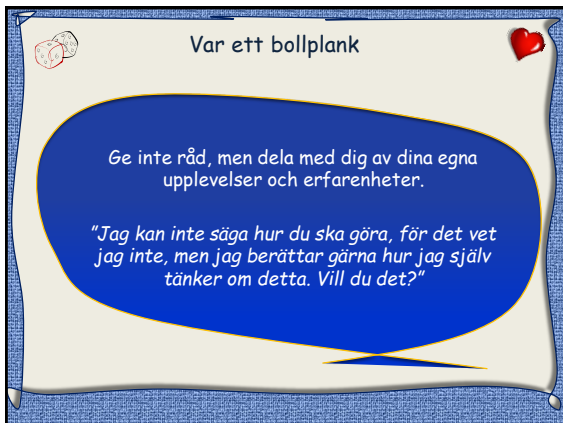 Var ett bollplank
Ge inte råd, men dela med dig av dina egna
upplevelser och erfarenheter.
”Jag kan inte säga hur du ska göra, för det vet
jag inte, men jag berättar gärna hur jag själv
tänker om detta. Vill du det?”